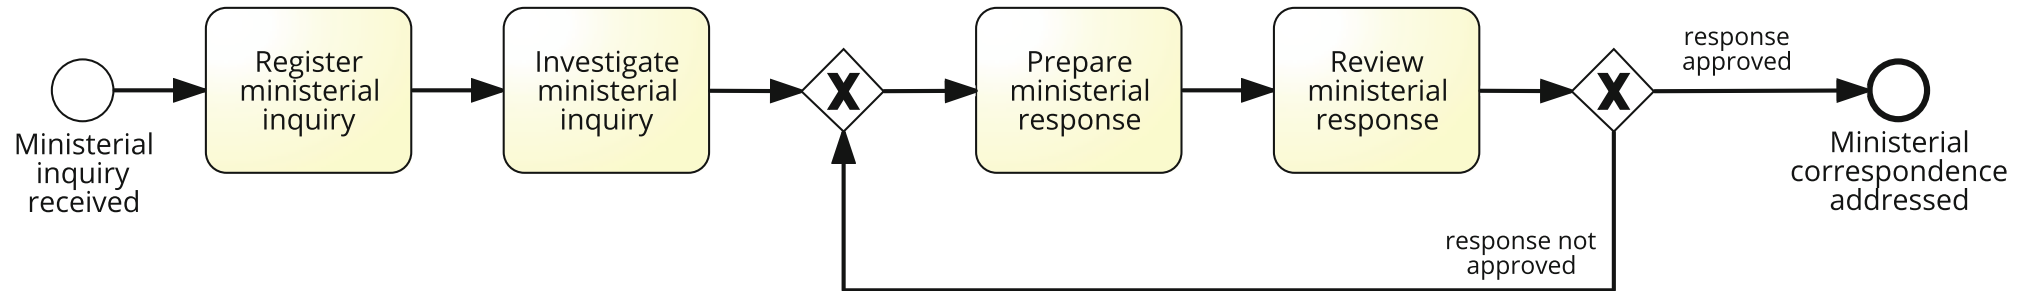 Ministerial
inquiry
received
Register
ministerial
inquiry
Investigate
ministerial
inquiry
X
Prepare
ministerial
response
Review
ministerial
response
X
response
approved
response not
approved
Ministerial
correspondence
addressed